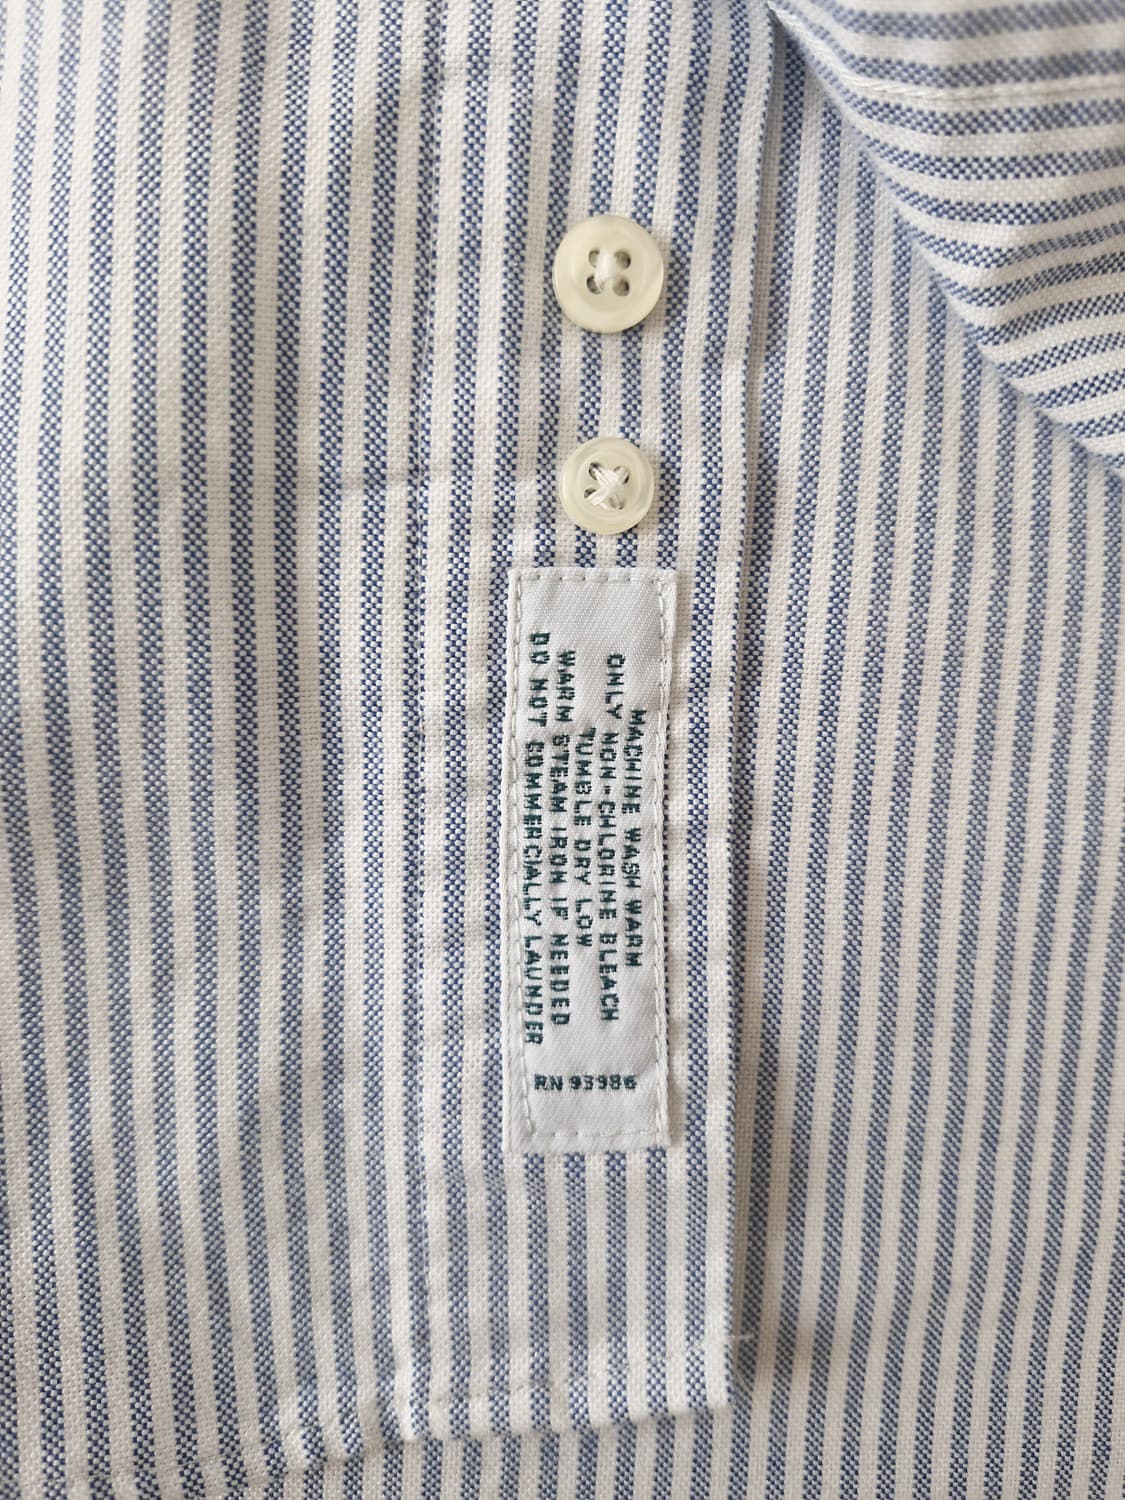 MACHINE WASH WARM
ONLY NON-CHLORINE BLEACH
TUMBLE DRY LOW
WARM STEAM IRON IF NEEDED
DO NOT COMMERCIALLY LAUNDER
RN 93986